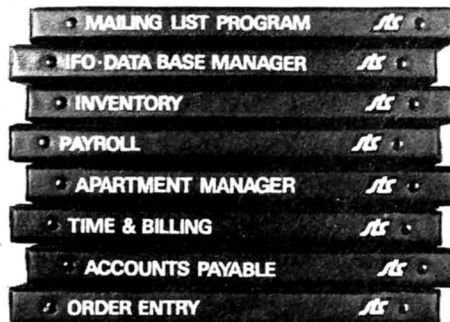 MAILING LIST PROGRAM sts
IFO-DATA BASE MANAGER sts
INVENTORY sts
PAYROLL sts
APARTMENT MANAGER sts
TIME & BILLING sts
ACCOUNTS PAYABLE sts
ORDER ENTRY sts